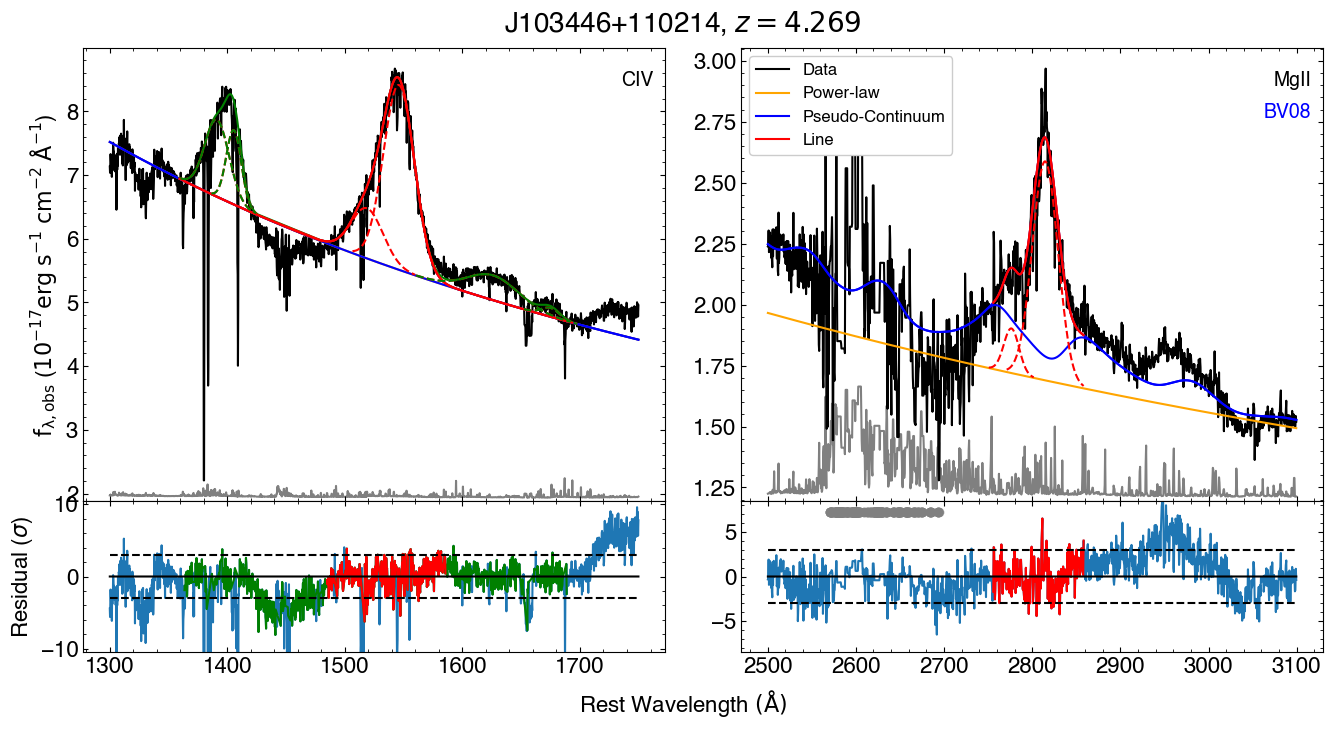 J103446+110214, z = 4.269
CIV
8
7
6
5
4
3
2
f_λ, obs (10⁻¹⁷erg s⁻¹ cm⁻² Å⁻¹)
MgII
BV08
Data
Power-law
Pseudo-Continuum
Line
3.00
2.75
2.50
2.25
2.00
1.75
1.50
1.25
10
0
−10
Residual (σ)
1300 1400 1500 1600 1700
5
0
−5
2500 2600 2700 2800 2900 3000 3100
Rest Wavelength (Å)